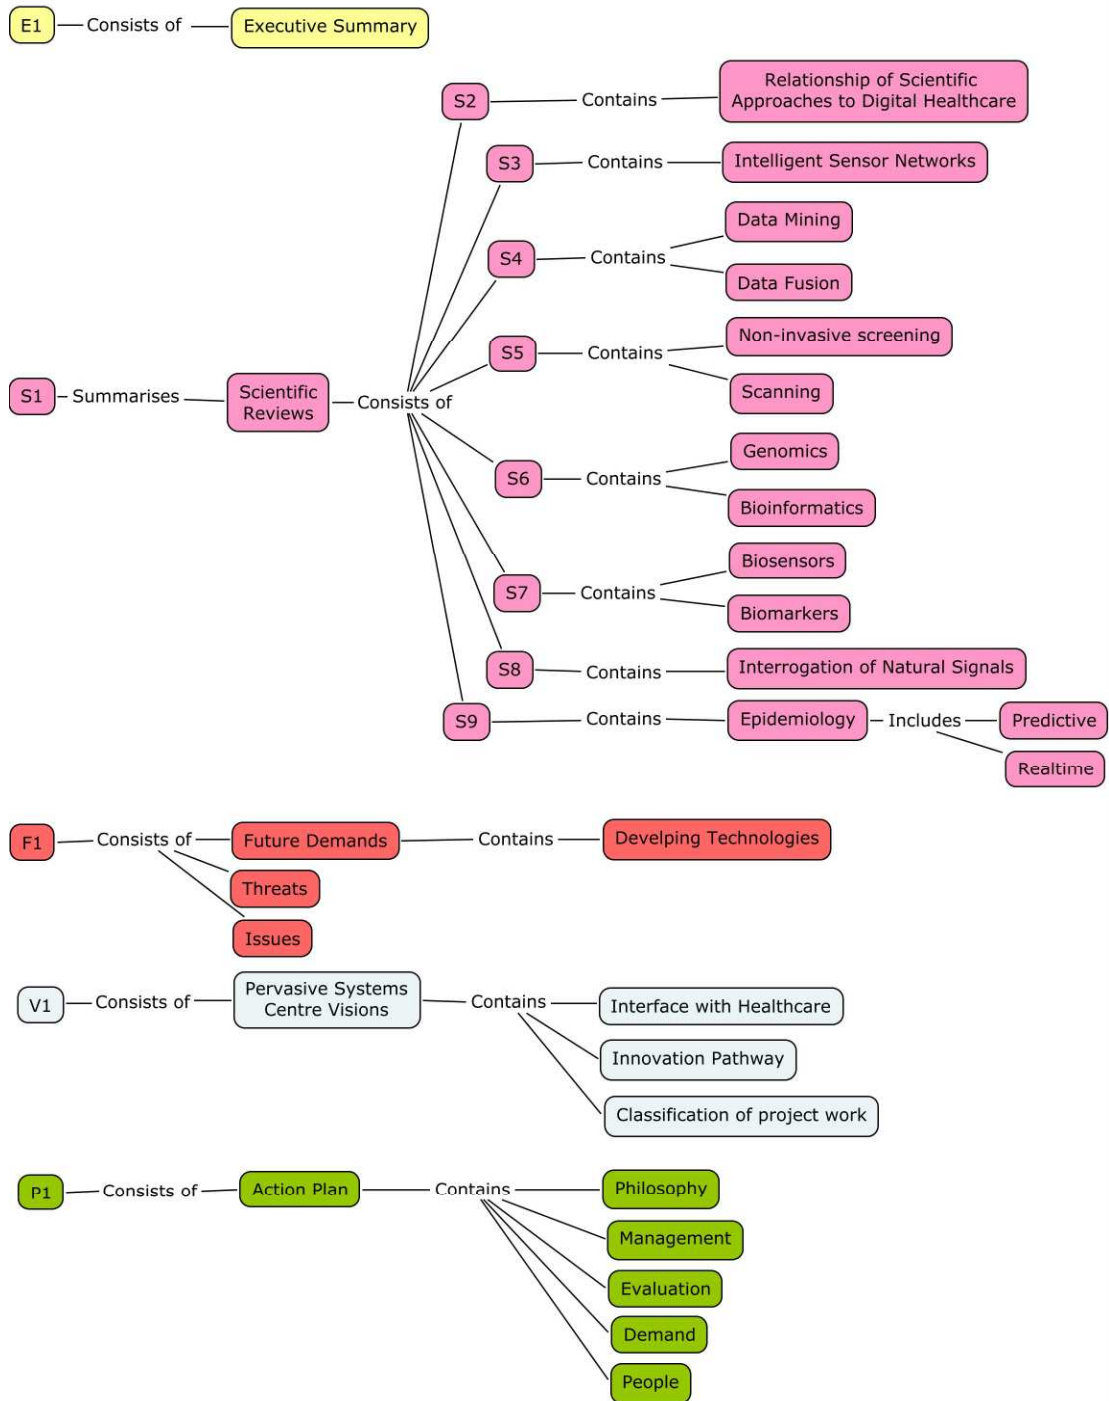 E1
Consists of
Executive Summary
S2
Contains
Relationship of Scientific
Approaches to Digital Healthcare
S3
Contains
Intelligent Sensor Networks
S4
Contains
Data Mining
Data Fusion
S5
Contains
Non-invasive screening
Scanning
S1
Summarises
Scientific
Reviews
Consists of
S6
Contains
Genomics
Bioinformatics
S7
Contains
Biosensors
Biomarkers
S8
Contains
Interrogation of Natural Signals
S9
Contains
Epidemiology
Includes
Predictive
Realtime
F1
Consists of
Future Demands
Contains
Develping Technologies
Threats
Issues
V1
Consists of
Pervasive Systems
Centre Visions
Contains
Interface with Healthcare
Innovation Pathway
Classification of project work
P1
Consists of
Action Plan
Contains
Philosophy
Management
Evaluation
Demand
People